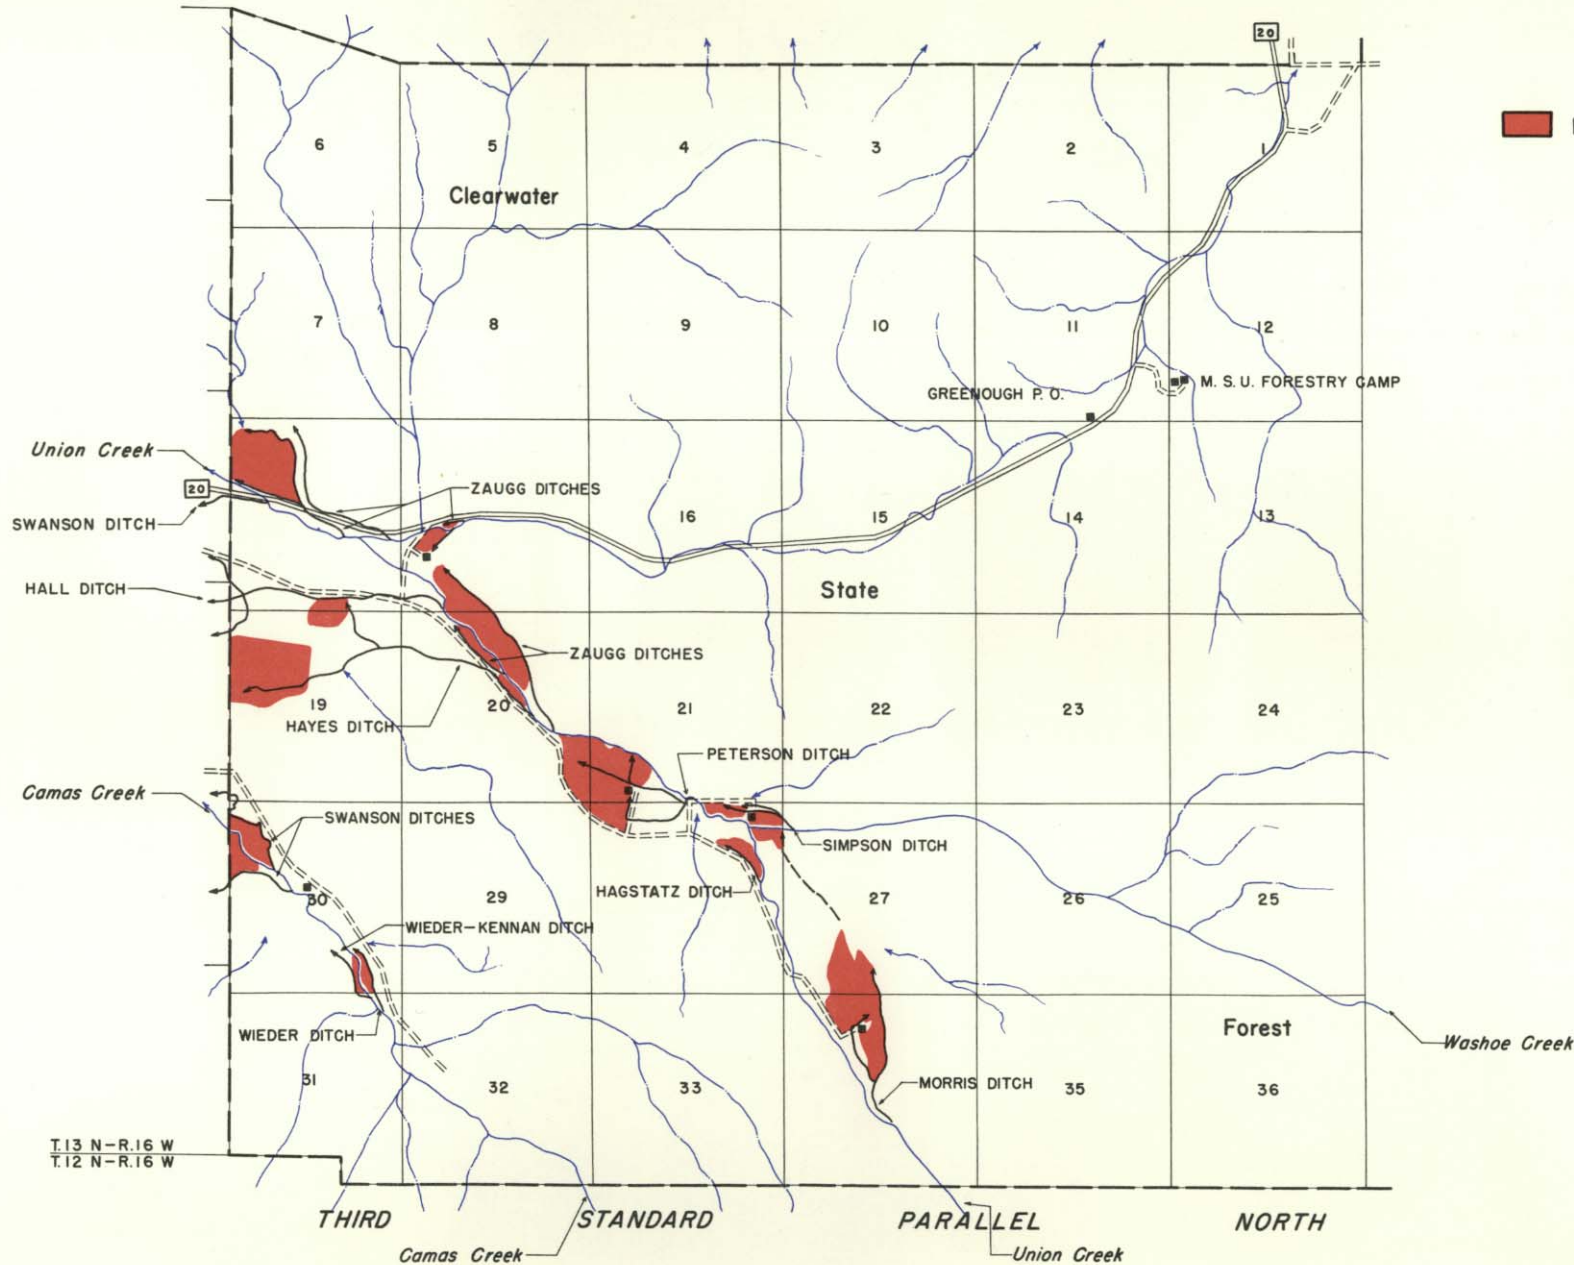 20
6
5
4
3
2
1
Clearwater
7
8
9
10
11
12
GREENOUGH P. O.
M. S. U. FORESTRY CAMP
Union Creek
20
ZAUGG DITCHES
SWANSON DITCH
16
15
14
13
HALL DITCH
State
ZAUGG DITCHES
19
20
21
22
23
24
HAYES DITCH
PETERSON DITCH
Camas Creek
SWANSON DITCHES
SIMPSON DITCH
HAGSTATZ DITCH
30
29
27
26
25
WIEDER-KENNAN DITCH
WIEDER DITCH
Forest
Washoe Creek
31
32
33
MORRIS DITCH
35
36
T.13 N-R.16 W
T.12 N-R.16 W
THIRD STANDARD PARALLEL NORTH
Camas Creek
Union Creek